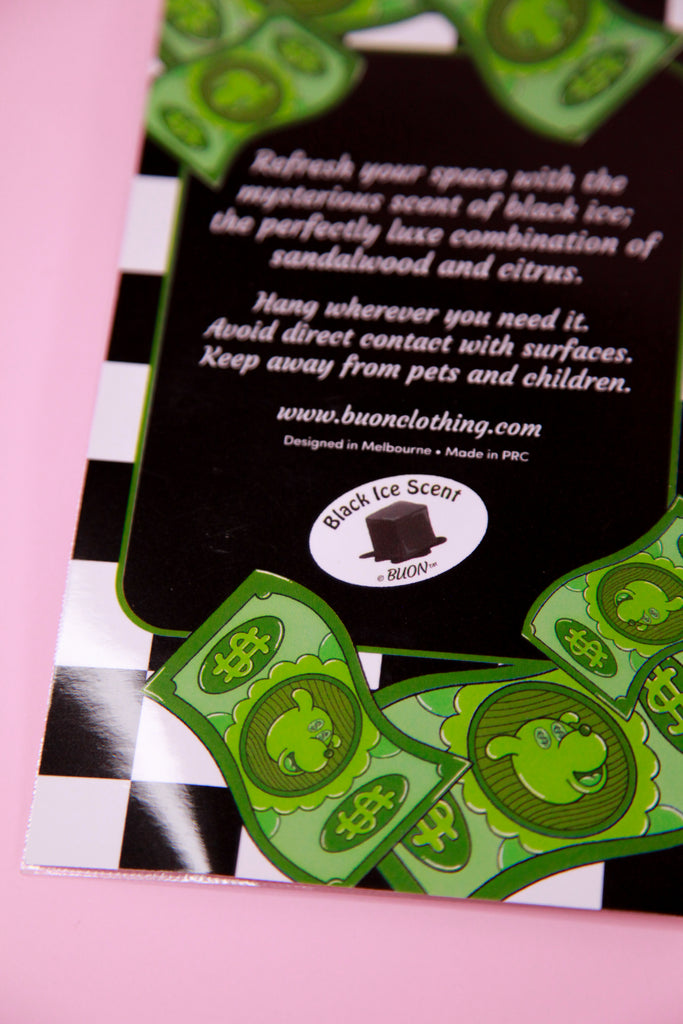 Refresh your space with the
mysterious scent of black ice;
the perfectly luxe combination of
sandalwood and citrus.
Hang wherever you need it.
Avoid direct contact with surfaces.
Keep away from pets and children.
www.buonclothing.com
Designed in Melbourne • Made in PRC
Black Ice Scent
© BUON™
$
$
$
$
$
$